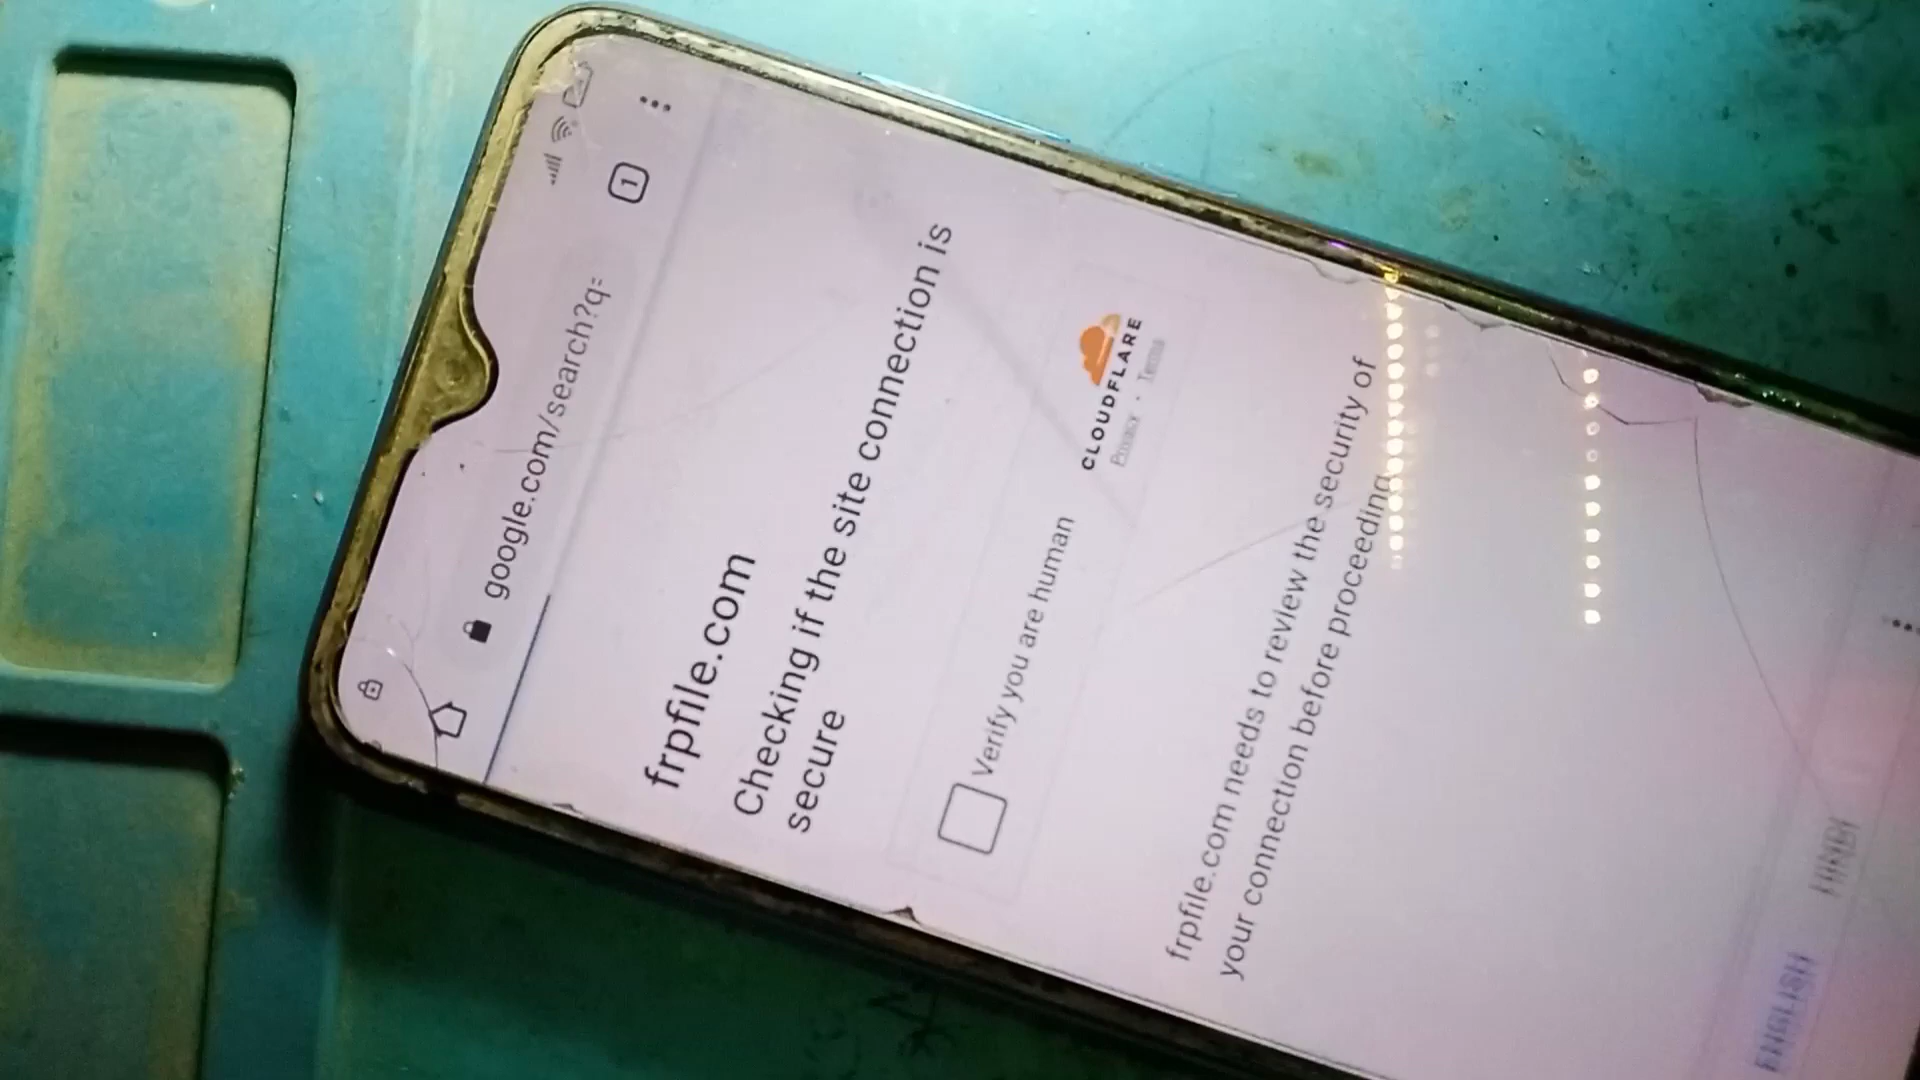 1
google.com/search?q=
frpfile.com
Checking if the site connection is
secure
Verify you are human
CLOUDFLARE
Privacy • Terms
frpfile.com needs to review the security of
your connection before proceeding.
ENGLISH HINDI